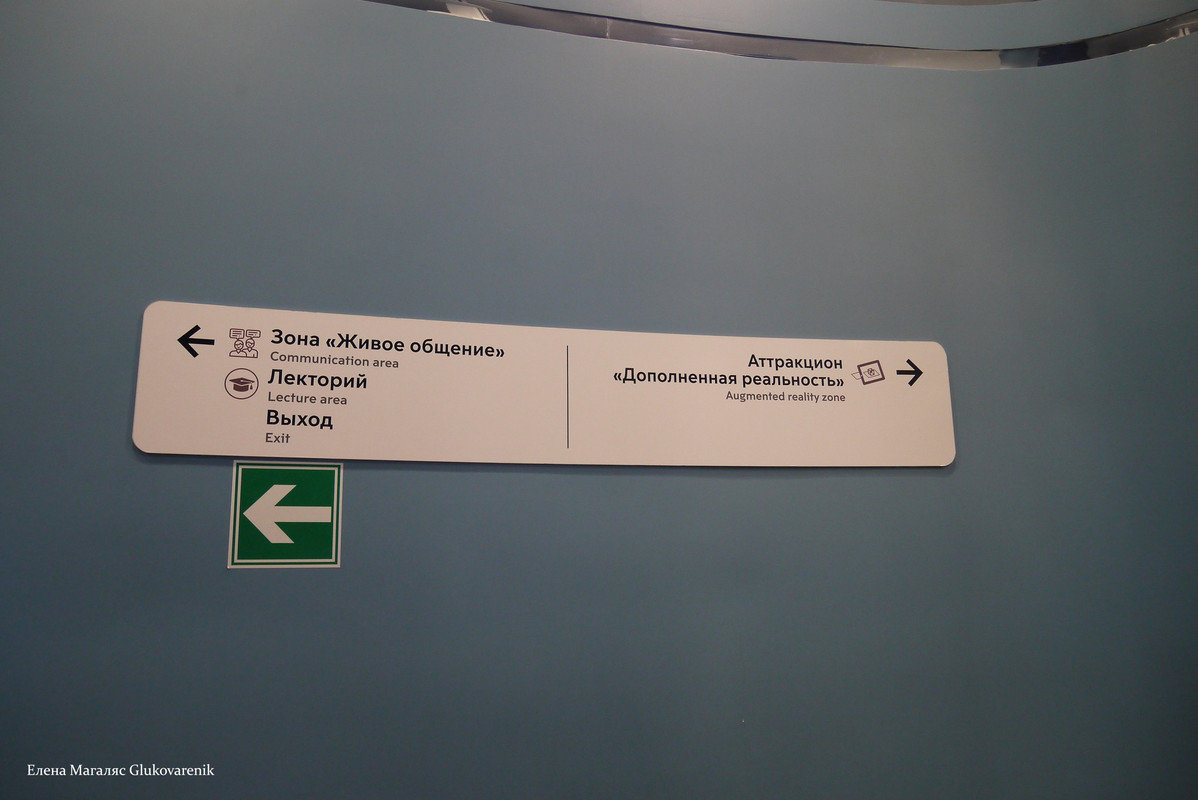 Зона «Живое общение»
Communication area
Лекторий
Lecture area
Выход
Exit
Аттракцион
«Дополненная реальность»
Augmented reality zone
Елена Магаляс Glukovarenik